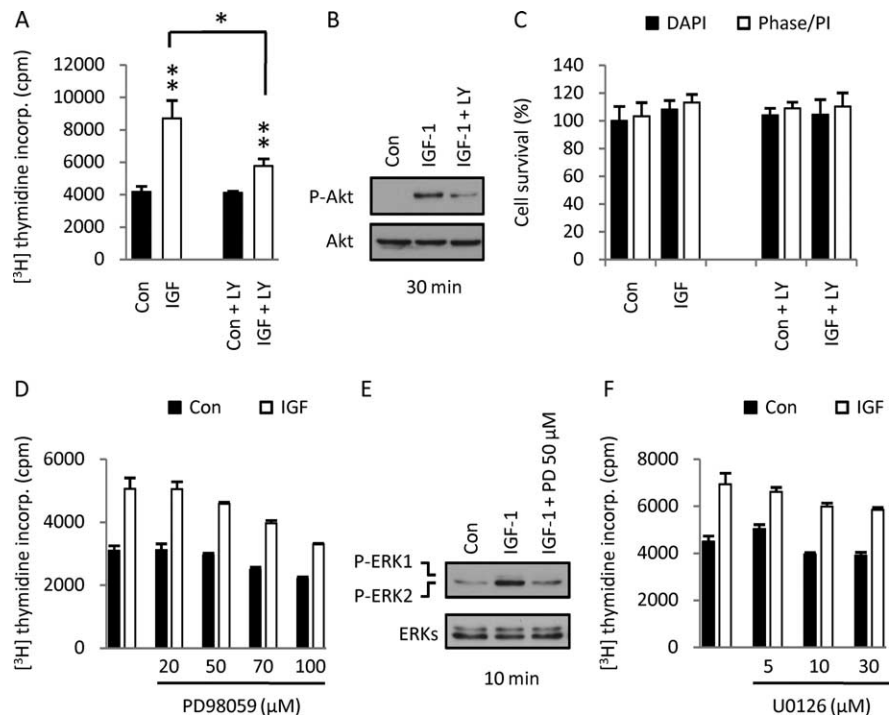 A
*
[³H] thymidine incorp. (cpm)
12000
10000
8000
6000
4000
2000
0
**
**
Con
IGF
Con + LY
IGF + LY
B
Con
IGF-1
IGF-1 + LY
P-Akt
Akt
30 min
C
DAPI Phase/PI
Cell survival (%)
140
120
100
80
60
40
20
0
Con
IGF
Con + LY
IGF + LY
D
Con IGF
[³H] thymidine incorp. (cpm)
6000
4000
2000
0
20 50 70 100
PD98059 (µM)
E
Con
IGF-1
IGF-1 + PD 50 µM
P-ERK1
P-ERK2
ERKs
10 min
F
Con IGF
[³H] thymidine incorp. (cpm)
8000
6000
4000
2000
0
5 10 30
U0126 (µM)